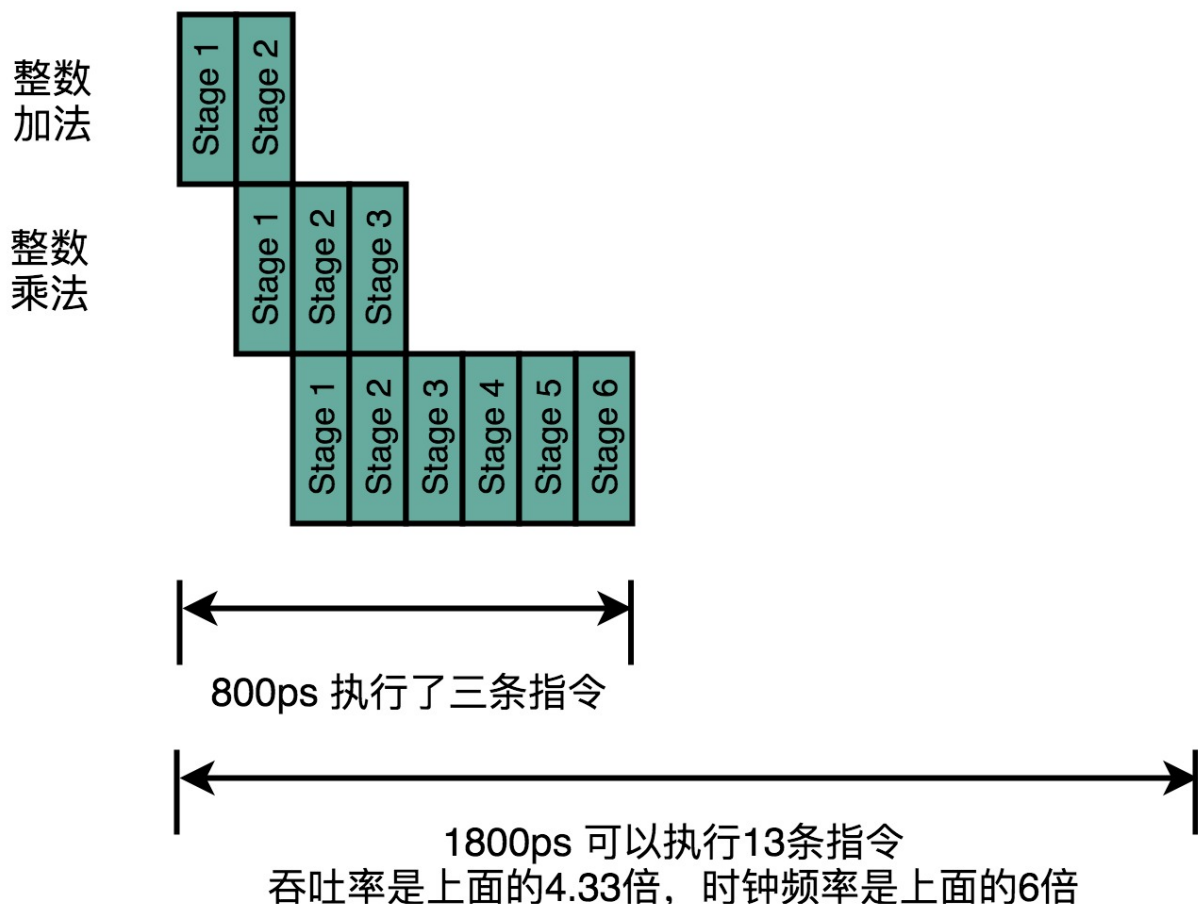 整数
加法
Stage 1
Stage 2
整数
乘法
Stage 1
Stage 2
Stage 3
Stage 1
Stage 2
Stage 3
Stage 4
Stage 5
Stage 6
800ps 执行了三条指令
1800ps 可以执行13条指令
吞吐率是上面的4.33倍，时钟频率是上面的6倍